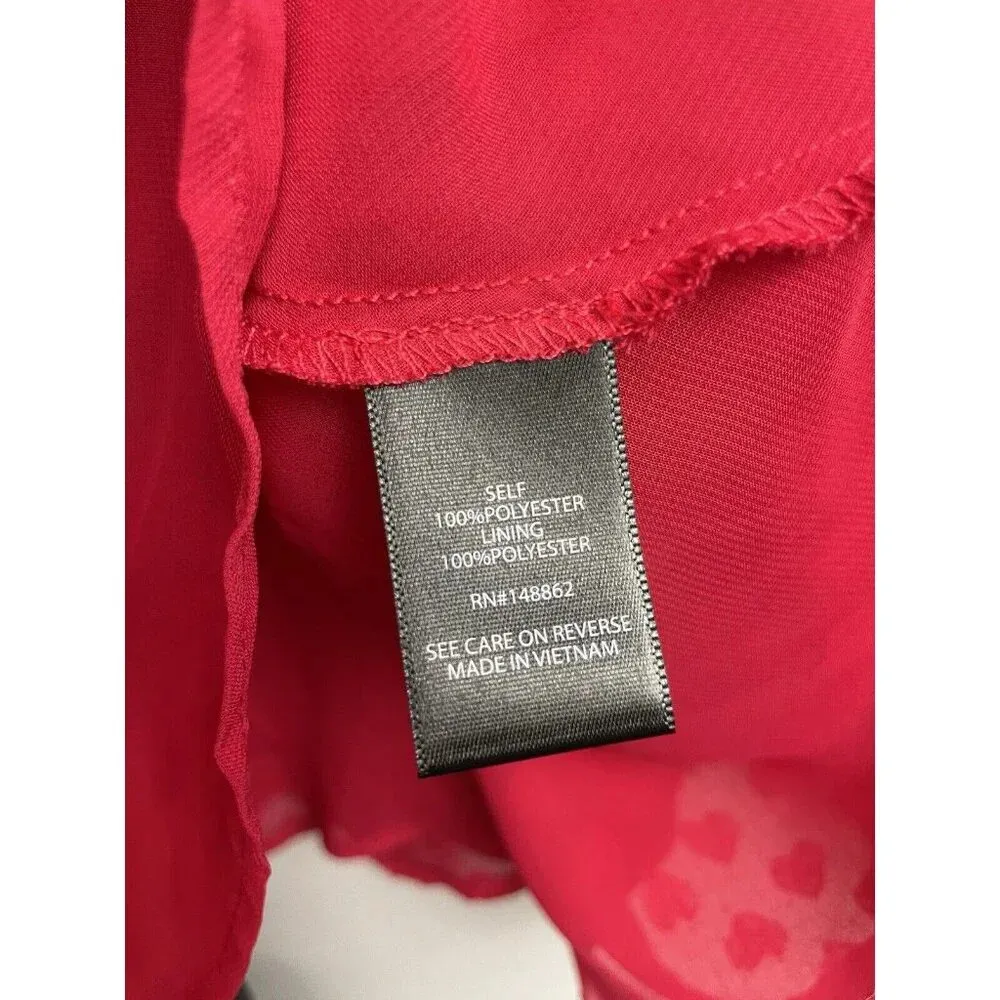 SELF
100%POLYESTER
LINING
100%POLYESTER
RN#148862
SEE CARE ON REVERSE
MADE IN VIETNAM